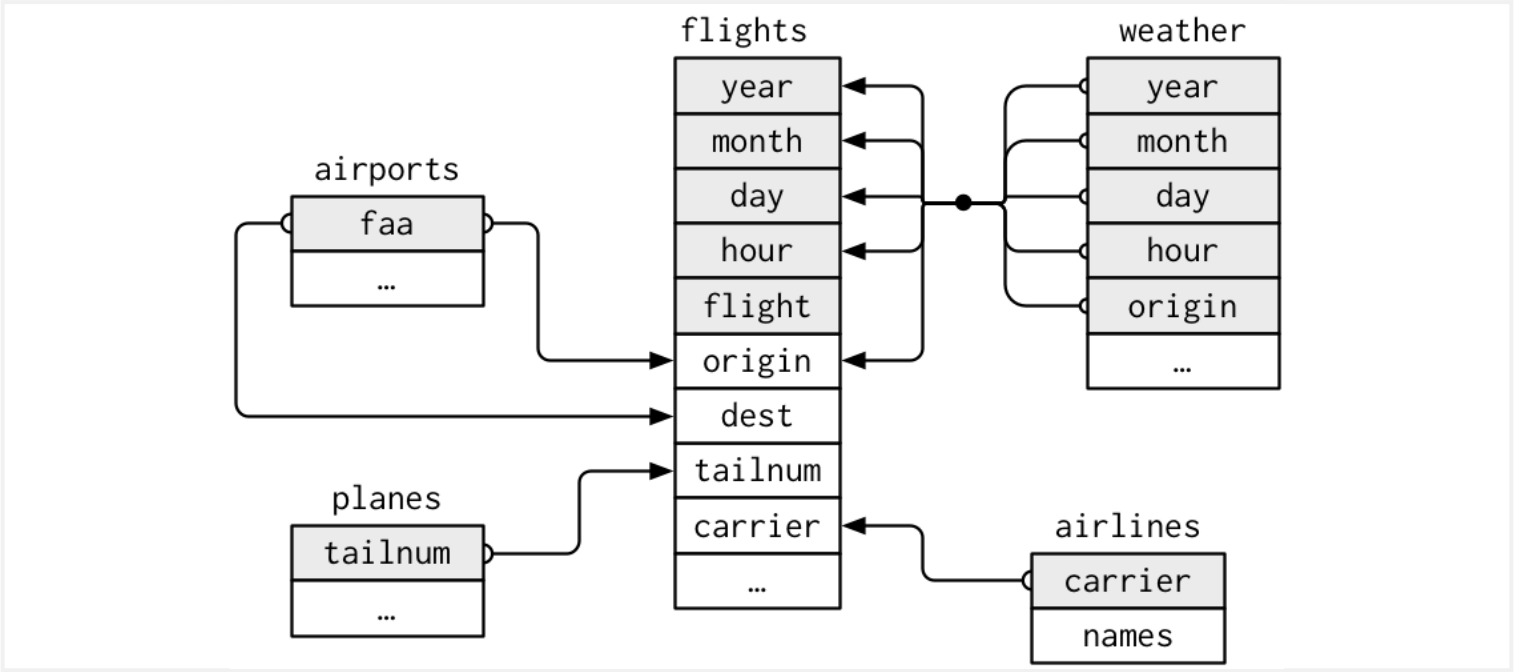 flights
year
month
day
hour
flight
origin
dest
tailnum
carrier
…
weather
year
month
day
hour
origin
…
airports
faa
…
planes
tailnum
…
airlines
carrier
names